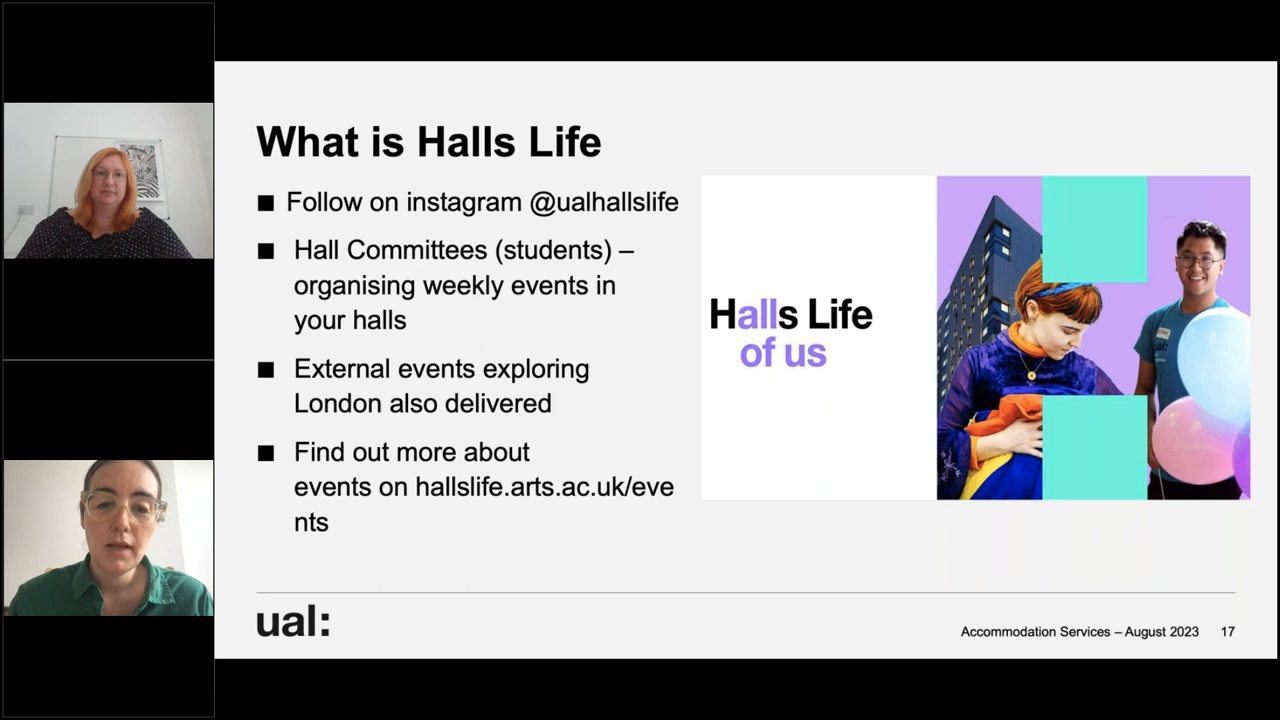 What is Halls Life
■ Follow on instagram @ualhallslife
■ Hall Committees (students) –
organising weekly events in
your halls
■ External events exploring
London also delivered
■ Find out more about
events on hallslife.arts.ac.uk/eve
nts
Halls Life
of us
ual:
Accommodation Services – August 2023 17